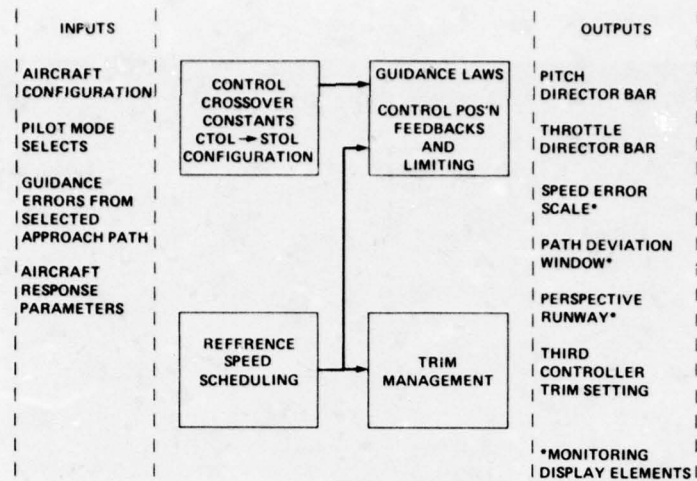 INPUTS
AIRCRAFT
CONFIGURATION
PILOT MODE
SELECTS
GUIDANCE
ERRORS FROM
SELECTED
APPROACH PATH
AIRCRAFT
RESPONSE
PARAMETERS
CONTROL
CROSSOVER
CONSTANTS
CTOL → STOL
CONFIGURATION
GUIDANCE LAWS
CONTROL POS'N
FEEDBACKS
AND
LIMITING
REFFRENCE
SPEED
SCHEDULING
TRIM
MANAGEMENT
OUTPUTS
PITCH
DIRECTOR BAR
THROTTLE
DIRECTOR BAR
SPEED ERROR
SCALE*
PATH DEVIATION
WINDOW*
PERSPECTIVE
RUNWAY*
THIRD
CONTROLLER
TRIM SETTING
*MONITORING
DISPLAY ELEMENTS